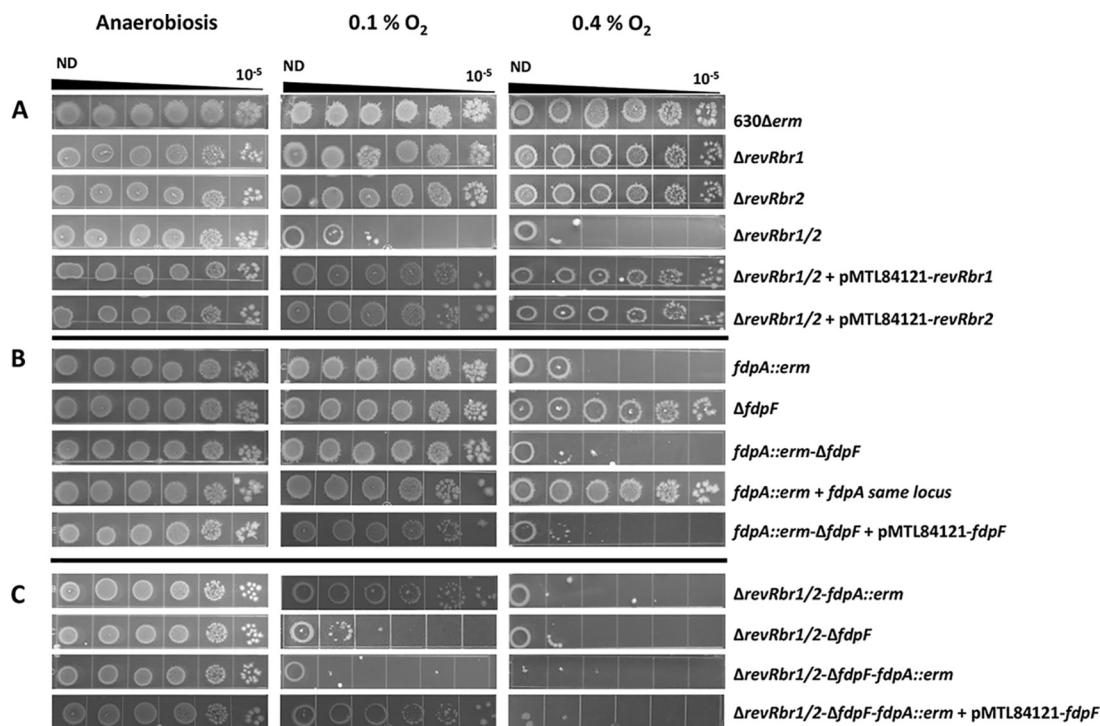 Anaerobiosis 0.1 % O₂ 0.4 % O₂
ND 10⁻⁵ ND 10⁻⁵ ND 10⁻⁵
A
630Δerm
ΔrevRbr1
ΔrevRbr2
ΔrevRbr1/2
ΔrevRbr1/2 + pMTL84121-revRbr1
ΔrevRbr1/2 + pMTL84121-revRbr2
B
fdpA::erm
ΔfdpF
fdpA::erm-ΔfdpF
fdpA::erm + fdpA same locus
fdpA::erm-ΔfdpF + pMTL84121-fdpF
C
ΔrevRbr1/2-fdpA::erm
ΔrevRbr1/2-ΔfdpF
ΔrevRbr1/2-ΔfdpF-fdpA::erm
ΔrevRbr1/2-ΔfdpF-fdpA::erm + pMTL84121-fdpF